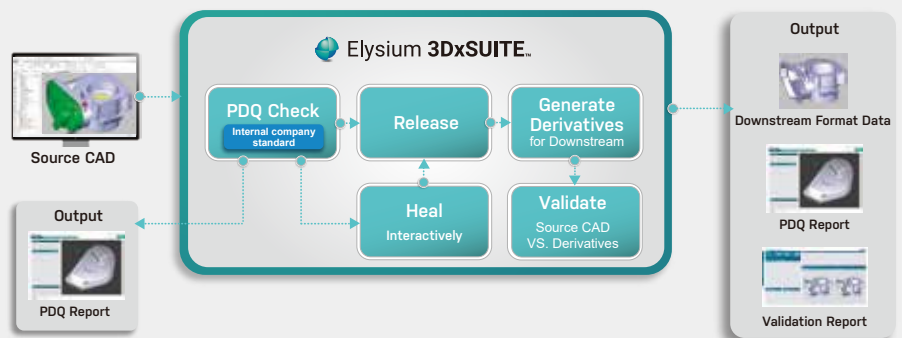 Elysium 3DxSUITE™
Source CAD
PDQ Check
Internal company
standard
Release
Generate
Derivatives
for Downstream
Heal
Interactively
Validate
Source CAD
VS. Derivatives
Output
PDQ Report
Output
Downstream Format Data
PDQ Report
Validation Report